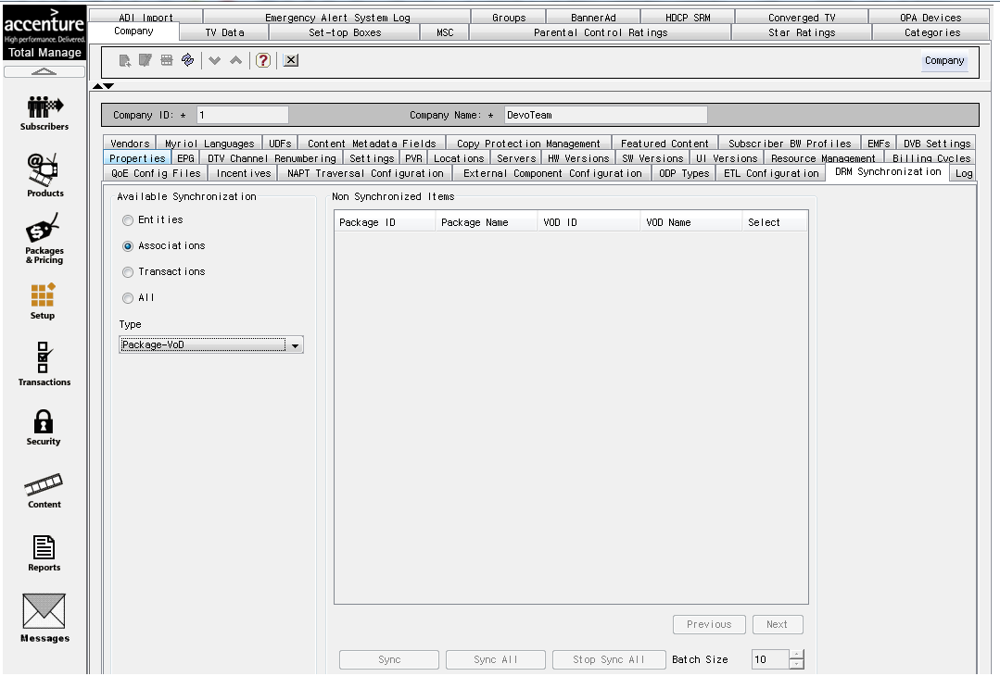 accenture
High performance. Delivered.
Total Manage
Subscribers
Products
Packages
& Pricing
Setup
Transactions
Security
Content
Reports
Messages
ADI Import Emergency Alert System Log Groups BannerAd HDCP SRM Converged TV OPA Devices
Company TV Data Set-top Boxes MSC Parental Control Ratings Star Ratings Categories
Company
Company ID: * 1 Company Name: * DevoTeam
Vendors Myriol Languages UDFs Content Metadata Fields Copy Protection Management Featured Content Subscriber BW Profiles EMFs DVB Settings
Properties EPG DTV Channel Renumbering Settings PVR Locations Servers HW Versions SW Versions UI Versions Resource Management Billing Cycles
QoE Config Files Incentives NAPT Traversal Configuration External Component Configuration ODP Types ETL Configuration DRM Synchronization Log
Available Synchronization
Entities
Associations
Transactions
All
Type
Package-VoD
Non Synchronized Items
Package ID Package Name VOD ID VOD Name Select
Previous Next
Sync Sync All Stop Sync All Batch Size 10